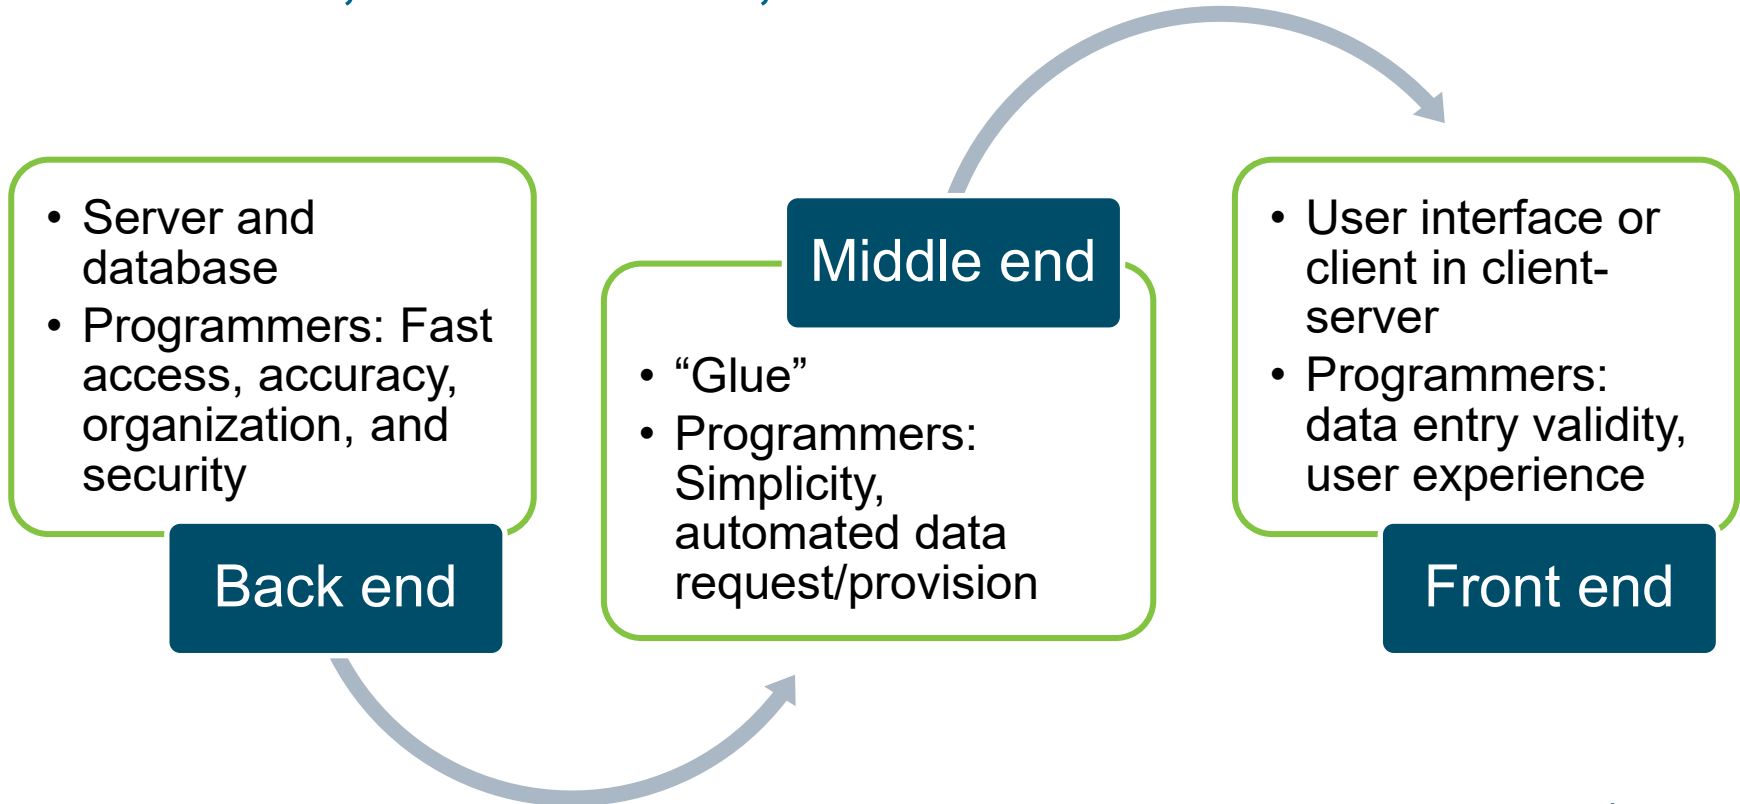 • Server and
database
• Programmers: Fast
access, accuracy,
organization, and
security
Back end
Middle end
• “Glue”
• Programmers:
Simplicity,
automated data
request/provision
• User interface or
client in client-
server
• Programmers:
data entry validity,
user experience
Front end